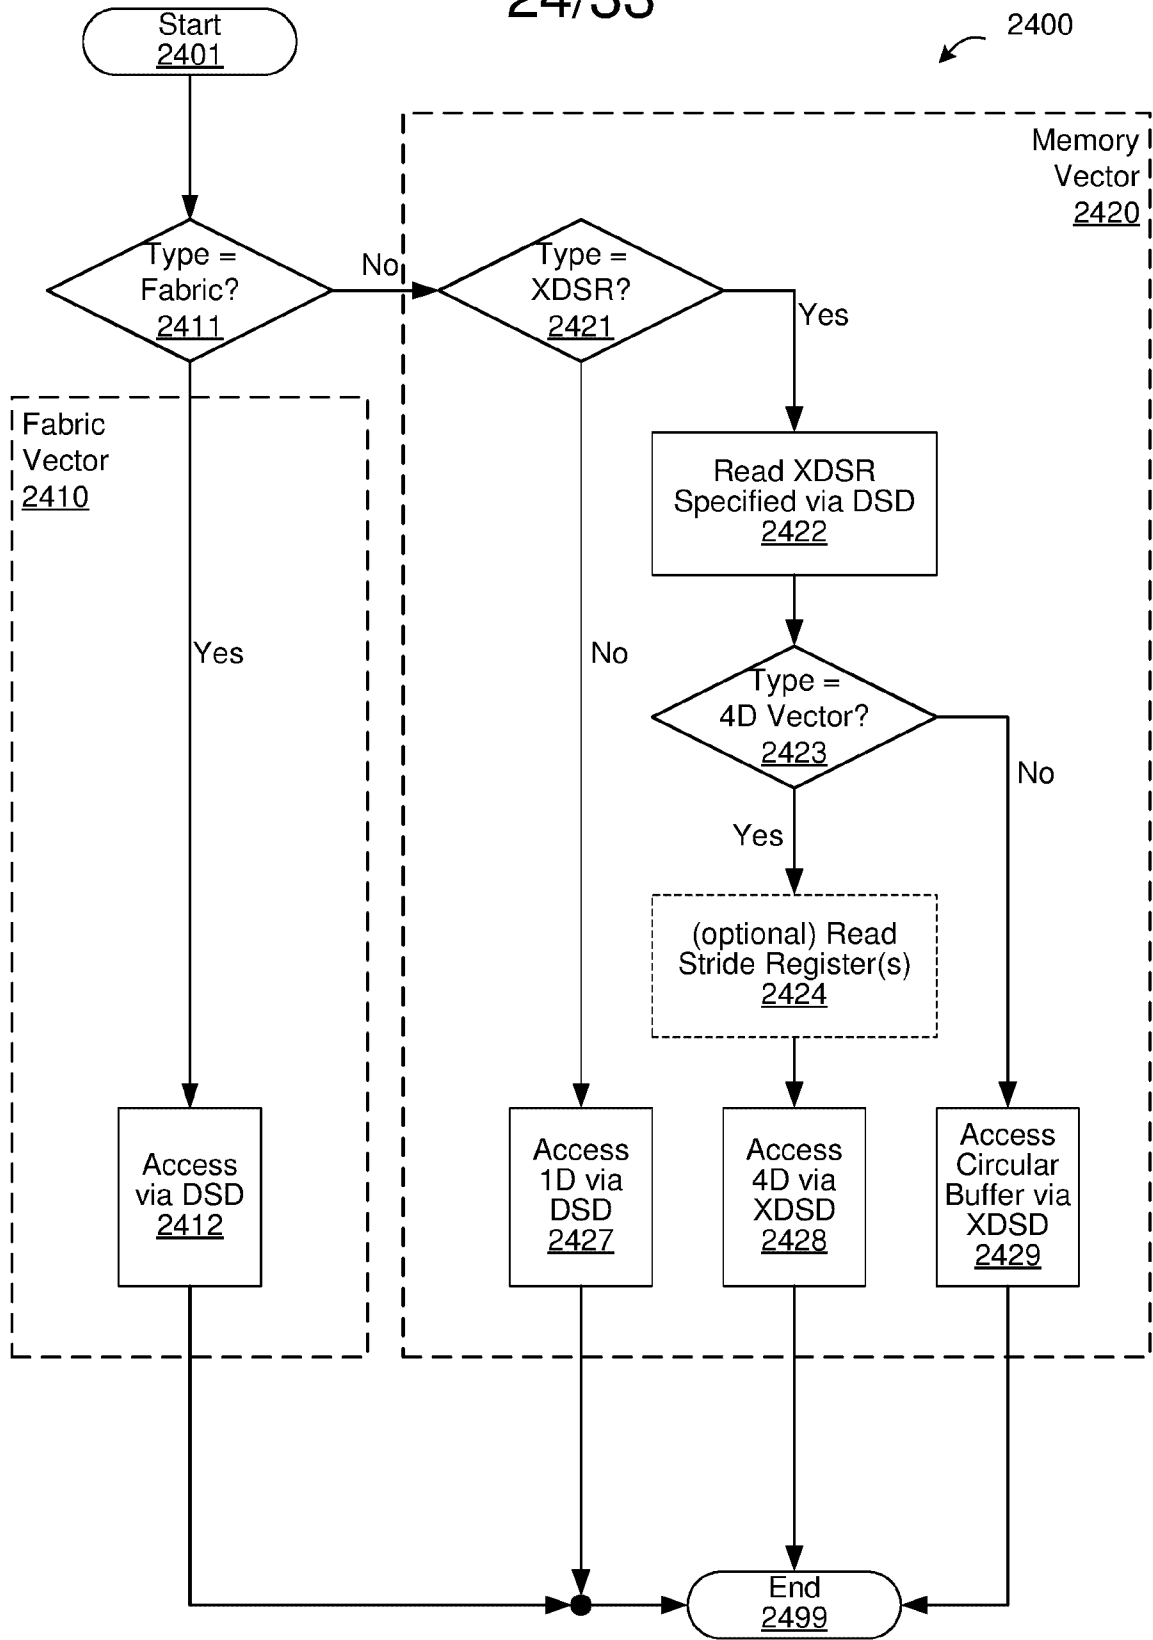 24/33
2400
Start
2401
Memory
Vector
2420
Type =
Fabric?
2411
No
Type =
XDSR?
2421
Yes
Fabric
Vector
2410
Read XDSR
Specified via DSD
2422
Yes
No
Type =
4D Vector?
2423
No
Yes
(optional) Read
Stride Register(s)
2424
Access
via DSD
2412
Access
1D via
DSD
2427
Access
4D via
XDSD
2428
Access
Circular
Buffer via
XDSD
2429
End
2499